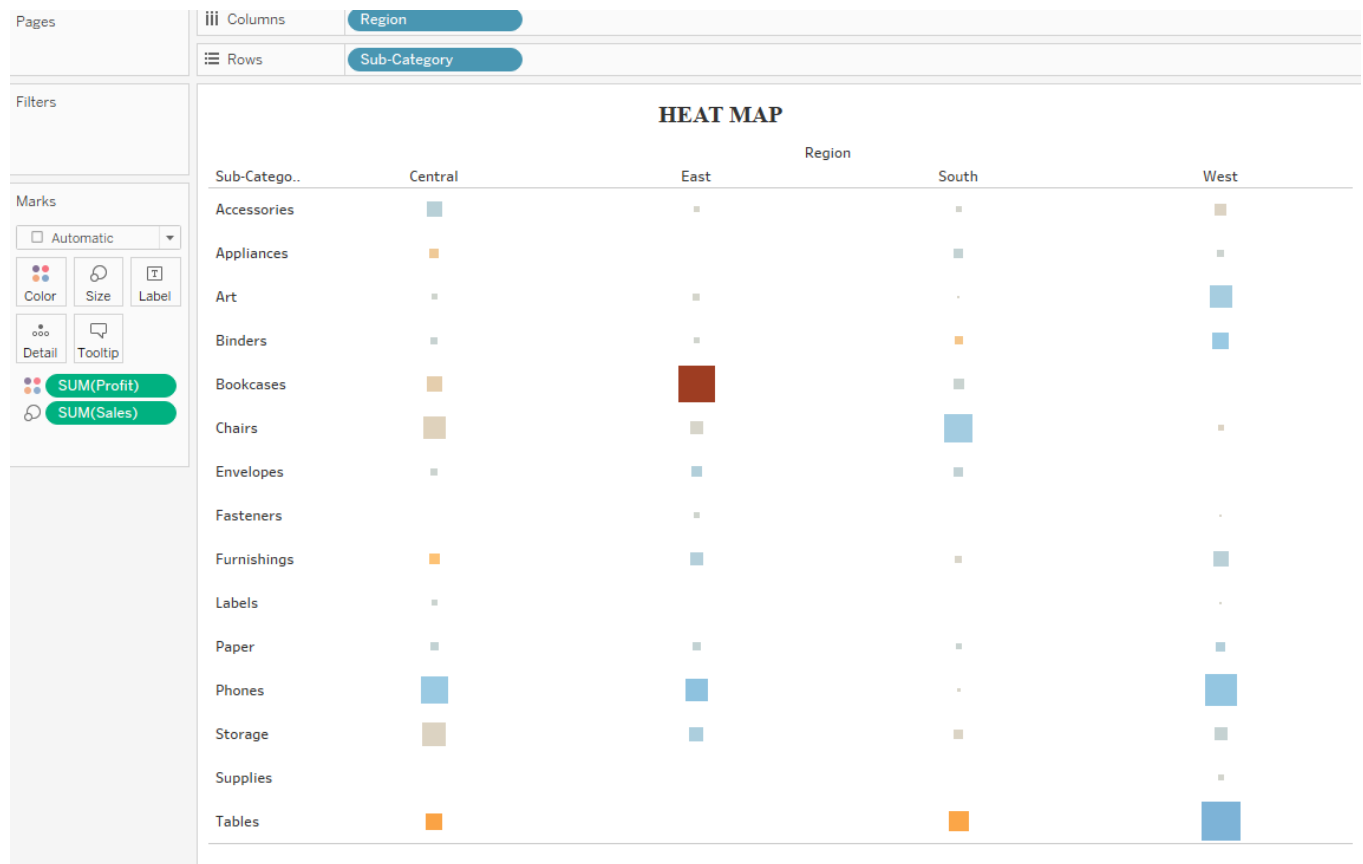 Pages
Columns Region
Rows Sub-Category
Filters
HEAT MAP
Region
Sub-Catego.. Central East South West
Marks
Automatic
Color Size Label
T
Detail Tooltip
SUM(Profit)
SUM(Sales)
Accessories
Appliances
Art
Binders
Bookcases
Chairs
Envelopes
Fasteners
Furnishings
Labels
Paper
Phones
Storage
Supplies
Tables